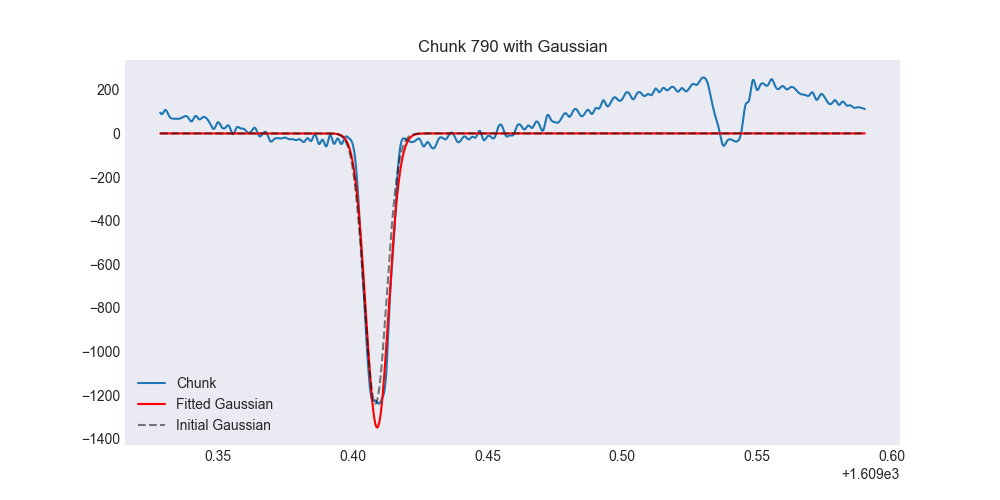 Chunk 790 with Gaussian
200
0
−200
−400
−600
−800
−1000
−1200
−1400
Chunk
Fitted Gaussian
Initial Gaussian
0.35 0.40 0.45 0.50 0.55 0.60
+1.609e3